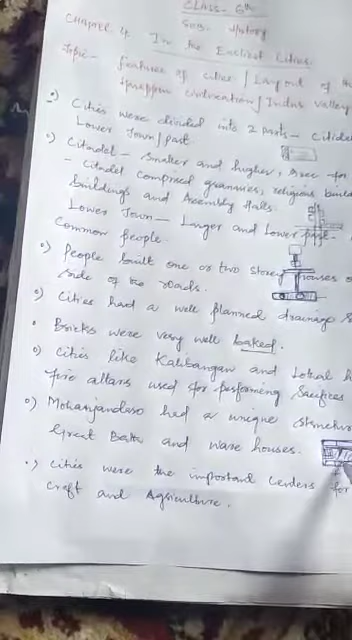 CLASS- 6th
Sub. History
Chapter 4. In the Earliest Cities.
Topic- features of cities / Layout of the
Harappan civilization / Indus Valley
o) Cities were divided into 2 parts – Citadel
Lower Town/part.
o) Citadel – smaller and higher, area for
– Citadel comprised granaries, religious build
Buildings and Assembly Halls.
Lower Town – Larger and Lower part -
Common people.
o) People built one or two storey houses o
side of the roads.
o) Cities had a well planned drainage S
• Bricks were very well baked.
o) Cities like Kalibangan and Lothal h
fire altars used for performing Sacrifices
o) Mohanjandaro had a unique structure
Great Bath and ware houses.
•) Cities were the important Centers for
Craft and Agriculture.